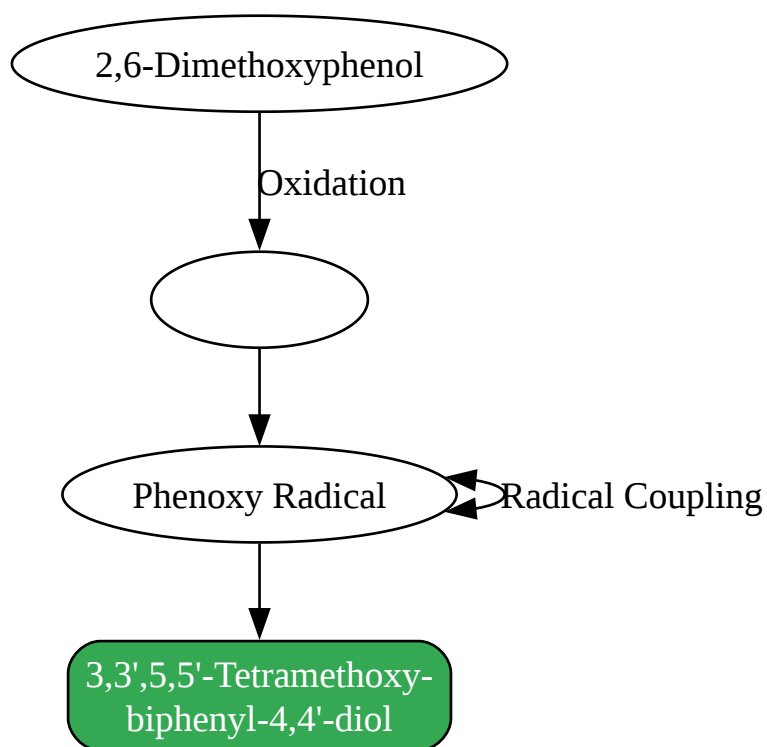 2,6-Dimethoxyphenol
Oxidation
Phenoxy Radical
Radical Coupling
3,3',5,5'-Tetramethoxy-
biphenyl-4,4'-diol